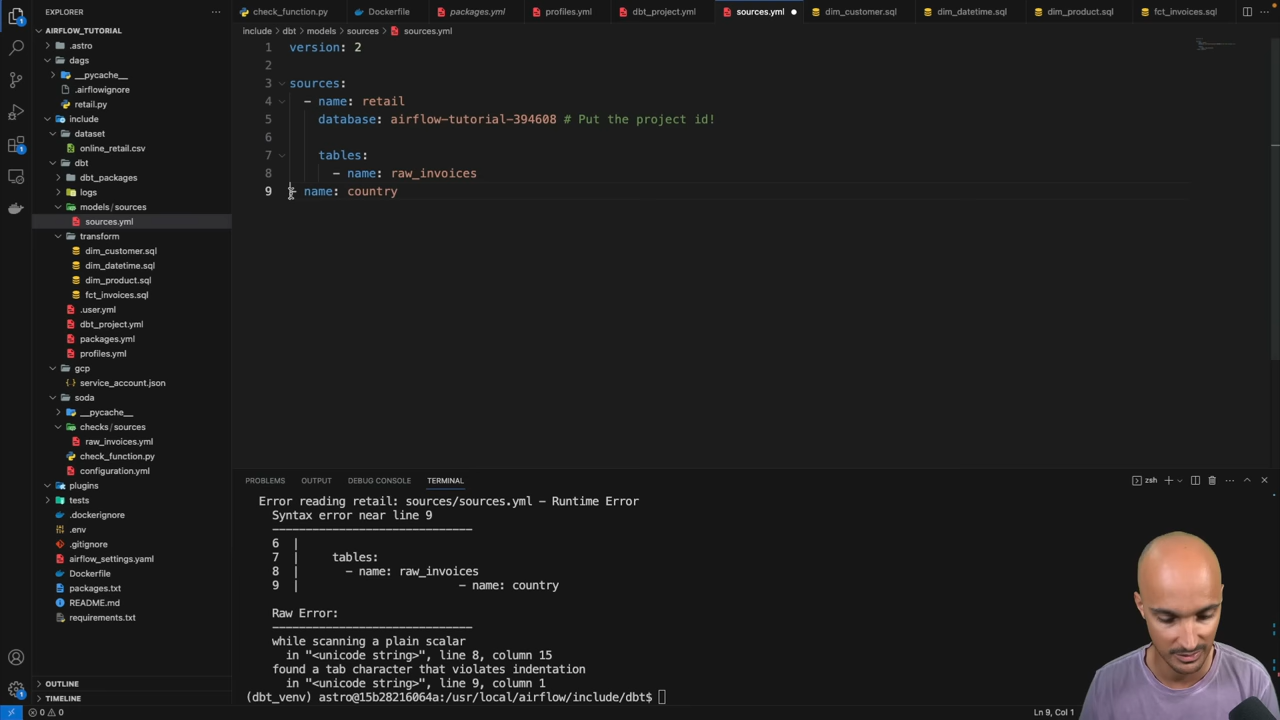 EXPLORER
AIRFLOW_TUTORIAL
.astro
dags
__pycache__
.airflowignore
retail.py
include
dataset
online_retail.csv
dbt
dbt_packages
logs
models/sources
sources.yml
transform
dim_customer.sql
dim_datetime.sql
dim_product.sql
fct_invoices.sql
.user.yml
dbt_project.yml
packages.yml
profiles.yml
gcp
service_account.json
soda
__pycache__
checks/sources
raw_invoices.yml
check_function.py
configuration.yml
plugins
tests
.dockerignore
.env
.gitignore
airflow_settings.yaml
Dockerfile
packages.txt
README.md
requirements.txt
OUTLINE
TIMELINE
check_function.py Dockerfile packages.yml profiles.yml dbt_project.yml sources.yml dim_customer.sql dim_datetime.sql dim_product.sql fct_invoices.sql
include > dbt > models > sources > sources.yml
1 version: 2
2
3 sources:
4 - name: retail
5 database: airflow-tutorial-394608 # Put the project id!
6
7 tables:
8 - name: raw_invoices
9 - name: country
PROBLEMS OUTPUT DEBUG CONSOLE TERMINAL zsh
Error reading retail: sources/sources.yml - Runtime Error
Syntax error near line 9
------------------------------
6 |
7 | tables:
8 | - name: raw_invoices
9 | - name: country
Raw Error:
------------------------------
while scanning a plain scalar
in "<unicode string>", line 8, column 15
found a tab character that violates indentation
in "<unicode string>", line 9, column 1
(dbt_venv) astro@15b28216064a:/usr/local/airflow/include/dbt$
0 0
Ln 9, Col 1